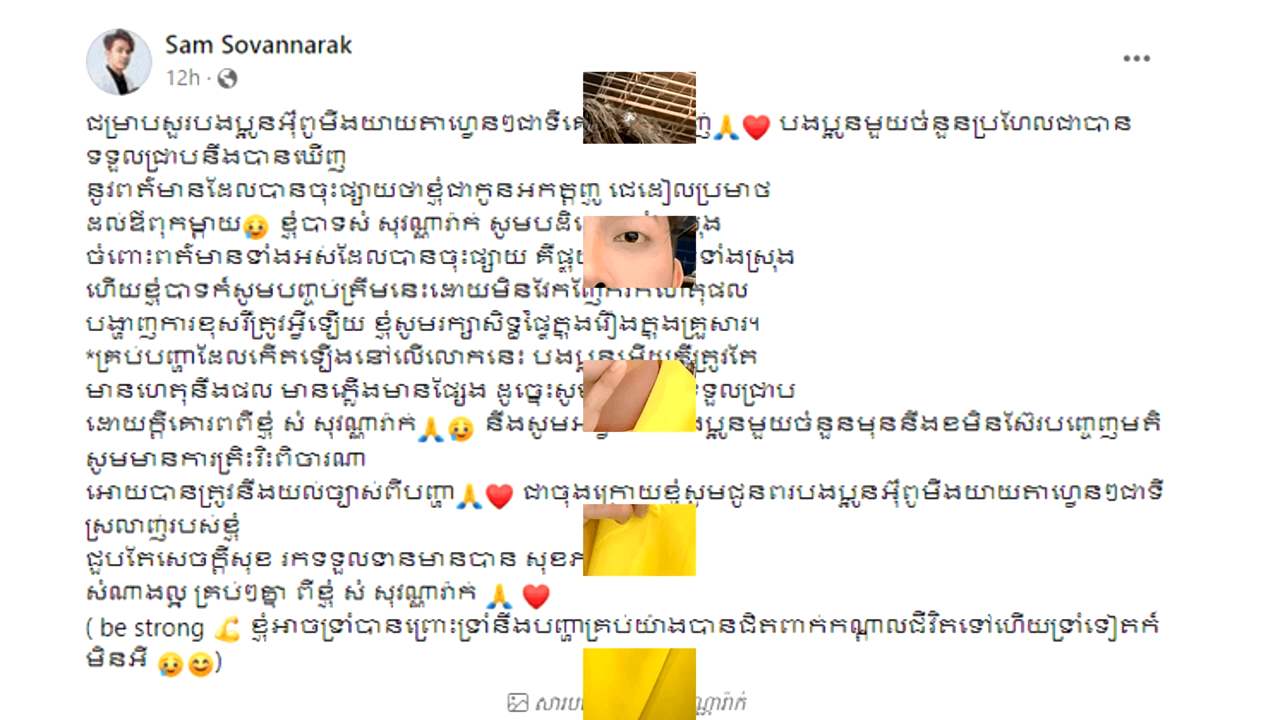 Sam Sovannarak
12h ·
ជម្រាបសួរបងប្អូនអ៊ុំពូមីងយាយតាហ្វេនៗជាទី 🙏❤️ បងប្អូនមួយចំនួនប្រហែលជាបាន
ទទួលជ្រាបនឹងបានឃើញ
នូវពត៌មានដែលបានចុះផ្សាយថាខ្ញុំជាកូនអកត្តញ្ញូ ជេរដៀលប្រមាថ
ដល់ឪពុកម្តាយ🥲 ខ្ញុំបាទសំ សុវណ្ណារ៉ាក់ សូម
ចំពោះពត៌មានទាំងអស់ដែលបានចុះផ្សាយ គឺ ទាំងស្រុង
ហើយខ្ញុំបាទក៏សូមបញ្ចប់ត្រឹមនេះដោយមិនវែកញែករកហេតុផល
បង្ហាញការខុសរឺត្រូវអ្វីឡើយ ខ្ញុំសូមរក្សាសិទ្ធផ្ទៃក្នុងរឿងក្នុងគ្រួសារ។
*គ្រប់បញ្ហាដែលកើតឡើងនៅលើលោកនេះ បងប្អូនមើលគឺត្រូវតែ
មានហេតុនឹងផល មានភ្លើងមានផ្សែង ដូច្នេះ
ដោយក្តីគោរពពីខ្ញុំ សំ សុវណ្ណារ៉ាក់🙏🥲 នឹងសូម បងប្អូនមួយចំនួនមុននឹងខមិនស៊ែរបញ្ចេញមតិ
សូមមានការត្រិះរិះពិចារណា
អោយបានត្រូវនឹងយល់ច្បាស់ពីបញ្ហា🙏❤️ ជាចុងក្រោយខ្ញុំសូមជូនពរបងប្អូនអ៊ុំពូមីងយាយតាហ្វេនៗជាទី
ស្រលាញ់របស់ខ្ញុំ
ជួបតែសេចក្តីសុខ រកទទួលទានមានបាន
សំណាងល្អ គ្រប់ៗគ្នា ពីខ្ញុំ សំ សុវណ្ណារ៉ាក់ 🙏 ❤️
( be strong 💪 ខ្ញុំអាចទ្រាំបានព្រោះទ្រាំនឹងបញ្ហាគ្រប់យ៉ាងបានជិតពាក់កណ្តាលជីវិតទៅហើយទ្រាំទៀតក៏
មិនអី 🥲😊)